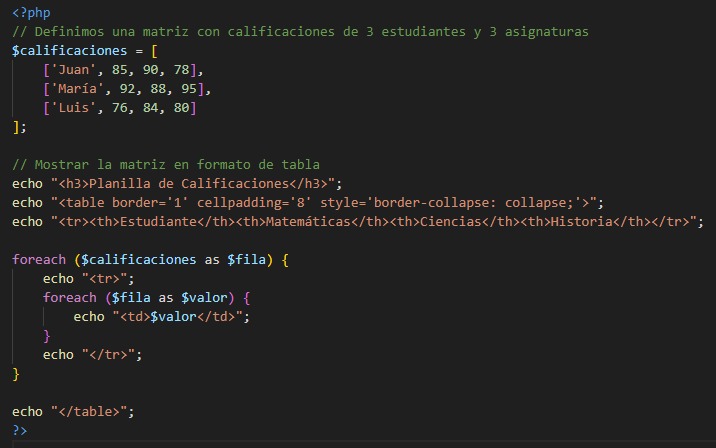 <?php
// Definimos una matriz con calificaciones de 3 estudiantes y 3 asignaturas
$calificaciones = [
    ['Juan', 85, 90, 78],
    ['María', 92, 88, 95],
    ['Luis', 76, 84, 80]
];

// Mostrar la matriz en formato de tabla
echo "<h3>Planilla de Calificaciones</h3>";
echo "<table border='1' cellpadding='8' style='border-collapse: collapse;'>";
echo "<tr><th>Estudiante</th><th>Matemáticas</th><th>Ciencias</th><th>Historia</th></tr>";

foreach ($calificaciones as $fila) {
    echo "<tr>";
    foreach ($fila as $valor) {
        echo "<td>$valor</td>";
    }
    echo "</tr>";
}

echo "</table>";
?>